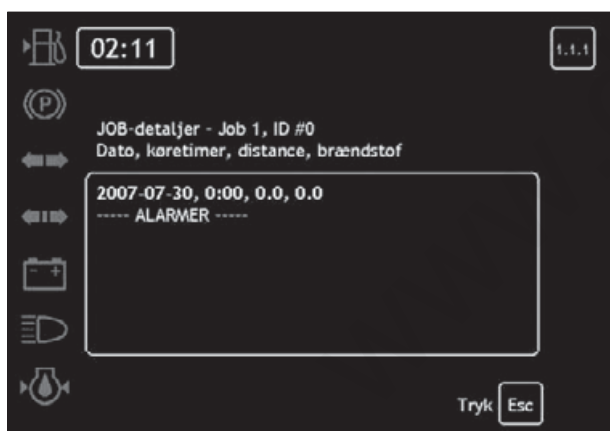 02:11
1.1.1
JOB-detaljer - Job 1, ID #0
Dato, køretimer, distance, brændstof
2007-07-30, 0:00, 0.0, 0.0
----- ALARMER -----
Tryk Esc